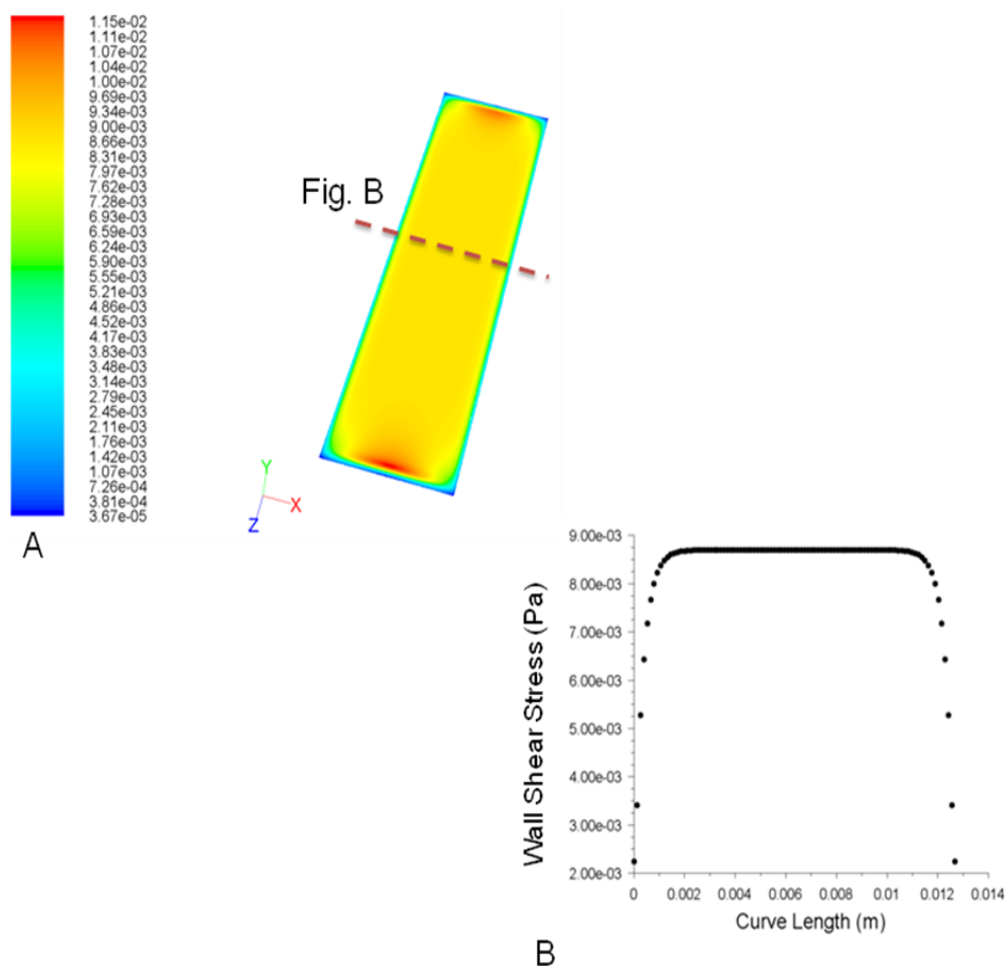 1.15e-02
1.11e-02
1.07e-02
1.04e-02
1.00e-02
9.69e-03
9.34e-03
9.00e-03
8.66e-03
8.31e-03
7.97e-03
7.62e-03
7.28e-03
6.93e-03
6.59e-03
6.24e-03
5.90e-03
5.55e-03
5.21e-03
4.86e-03
4.52e-03
4.17e-03
3.83e-03
3.48e-03
3.14e-03
2.79e-03
2.45e-03
2.11e-03
1.76e-03
1.42e-03
1.07e-03
7.26e-04
3.81e-04
3.67e-05
A
Fig. B
Y
X
Z
Wall Shear Stress (Pa)
9.00e-03
8.00e-03
7.00e-03
6.00e-03
5.00e-03
4.00e-03
3.00e-03
2.00e-03
0 0.002 0.004 0.006 0.008 0.01 0.012 0.014
Curve Length (m)
B